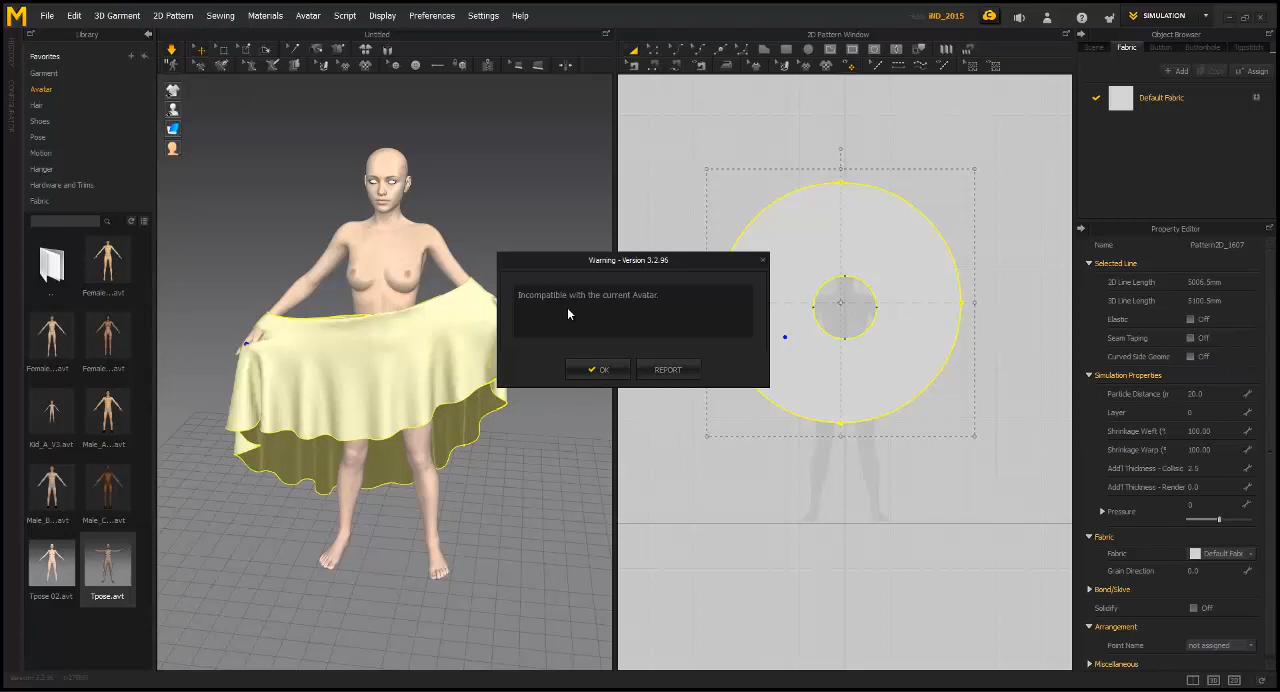 File Edit 3D Garment 2D Pattern Sewing Materials Avatar Script Display Preferences Settings Help
iND_2015
SIMULATION
Library
Untitled
2D Pattern Window
Object Browser
HISTORY
CONFIGURATOR
Favorites
Garment
Avatar
Hair
Shoes
Pose
Motion
Hanger
Hardware and Trims
Fabric
..
Female...avt
Female...avt Female...avt
Kid_A_V3.avt Male_A...avt
Male_B...avt Male_C...avt
Tpose 02.avt Tpose.avt
Warning - Version 3.2.96
Incompatible with the current Avatar.
OK REPORT
Scene Fabric Button Buttonhole Topstitch
+ Add Copy Assign
Default Fabric
Property Editor
Name Pattern2D_1607
Selected Line
2D Line Length 5006.5mm
3D Line Length 5100.5mm
Elastic Off
Seam Taping Off
Curved Side Geome Off
Simulation Properties
Particle Distance (r 20.0
Layer 0
Shrinkage Weft (% 100.00
Shrinkage Warp (% 100.00
Add'l Thickness - Collisio 2.5
Add'l Thickness - Render 0.0
Pressure 0
Fabric
Fabric Default Fabr
Grain Direction 0.0
Bond/Skive
Solidify Off
Arrangement
Point Name not assigned
Miscellaneous